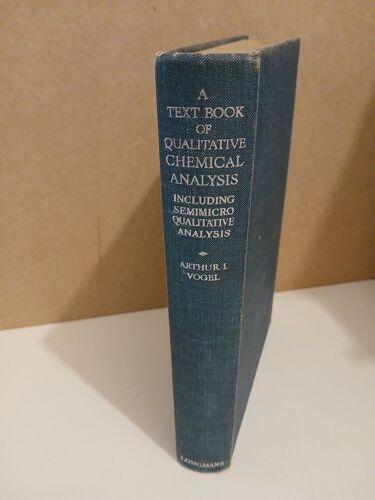 A
TEXT BOOK
OF
QUALITATIVE
CHEMICAL
ANALYSIS
INCLUDING
SEMIMICRO
QUALITATIVE
ANALYSIS
ARTHUR I.
VOGEL
LONGMANS